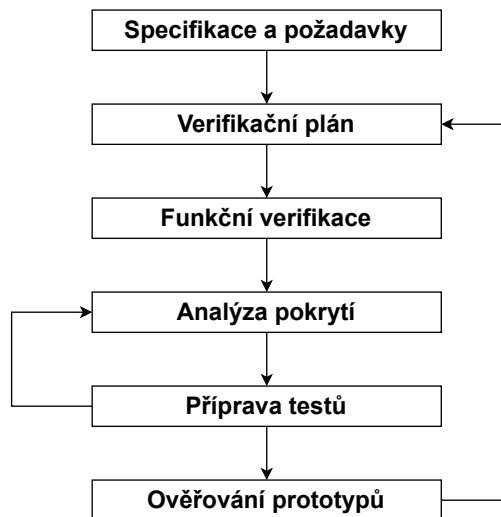 Specifikace a požadavky
Verifikační plán
Funkční verifikace
Analýza pokrytí
Příprava testů
Ověřování prototypů